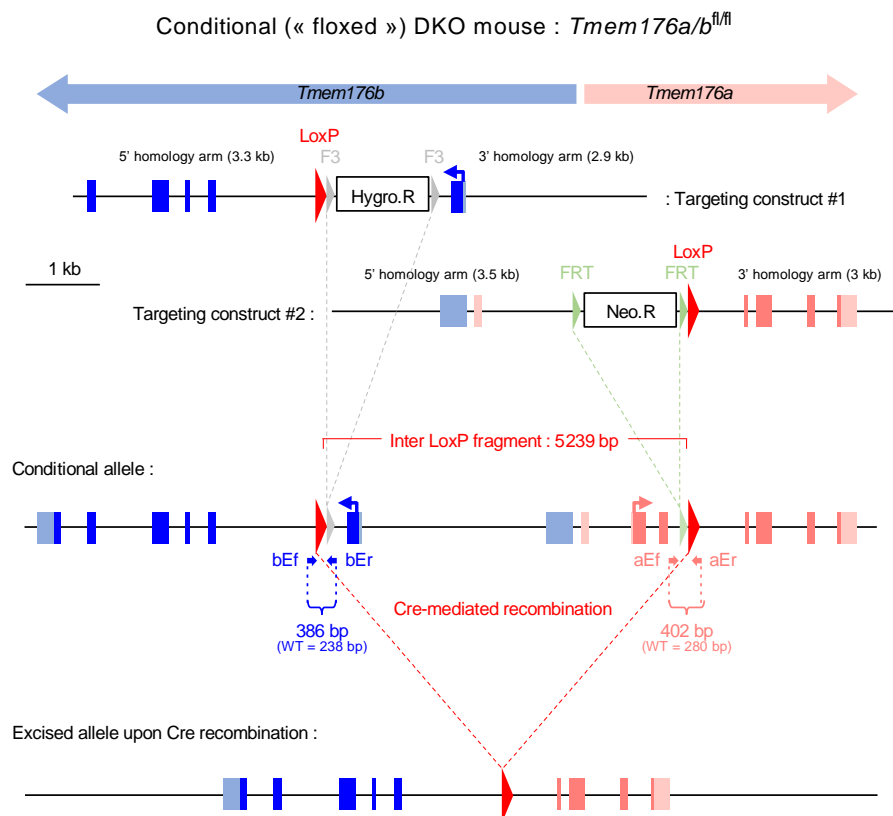 Conditional (« floxed ») DKO mouse : Tmem176a/b fl/fl
Tmem176b
Tmem176a
LoxP
5' homology arm (3.3 kb)
F3
F3
3' homology arm (2.9 kb)
Hygro.R
: Targeting construct #1
LoxP
1 kb
5' homology arm (3.5 kb)
FRT
FRT
3' homology arm (3 kb)
Targeting construct #2 :
Neo.R
Inter LoxP fragment : 5239 bp
Conditional allele :
bEf
bEr
aEf
aEr
Cre-mediated recombination
386 bp
(WT = 238 bp)
402 bp
(WT = 280 bp)
Excised allele upon Cre recombination :